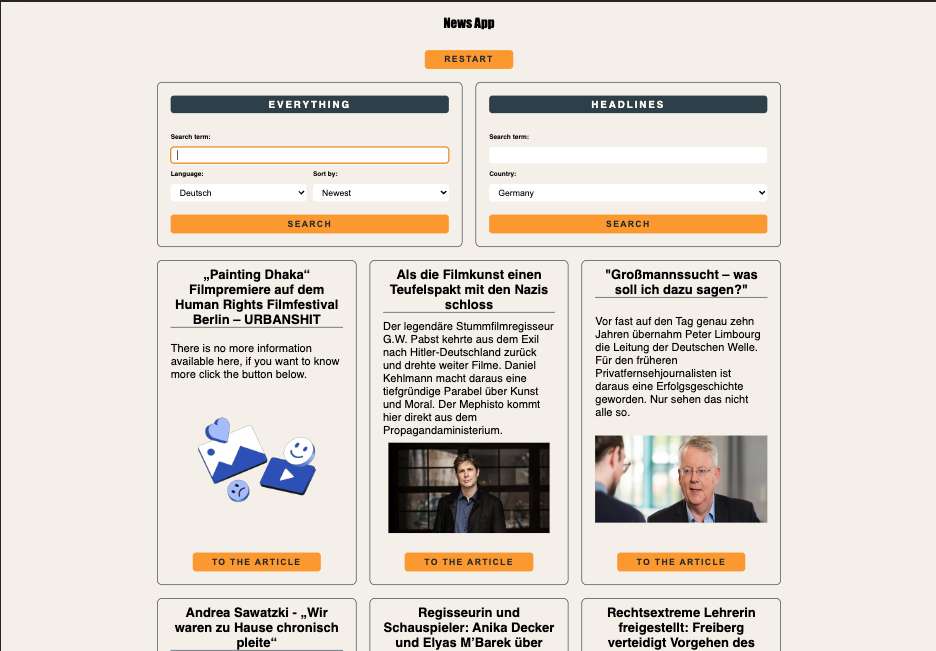 News App
RESTART
EVERYTHING
Search term:
Language:
Sort by:
Deutsch
Newest
SEARCH
HEADLINES
Search term:
Country:
Germany
SEARCH
„Painting Dhaka“
Filmpremiere auf dem
Human Rights Filmfestival
Berlin – URBANSHIT
There is no more information
available here, if you want to know
more click the button below.
TO THE ARTICLE
Als die Filmkunst einen
Teufelspakt mit den Nazis
schloss
Der legendäre Stummfilmregisseur
G.W. Pabst kehrte aus dem Exil
nach Hitler-Deutschland zurück
und drehte weiter Filme. Daniel
Kehlmann macht daraus eine
tiefgründige Parabel über Kunst
und Moral. Der Mephisto kommt
hier direkt aus dem
Propagandaministerium.
TO THE ARTICLE
"Großmannssucht – was
soll ich dazu sagen?"
Vor fast auf den Tag genau zehn
Jahren übernahm Peter Limbourg
die Leitung der Deutschen Welle.
Für den früheren
Privatfernsehjournalisten ist
daraus eine Erfolgsgeschichte
geworden. Nur sehen das nicht
alle so.
TO THE ARTICLE
Andrea Sawatzki - „Wir
waren zu Hause chronisch
pleite“
Regisseurin und
Schauspieler: Anika Decker
und Elyas M’Barek über
Rechtsextreme Lehrerin
freigestellt: Freiberg
verteidigt Vorgehen des